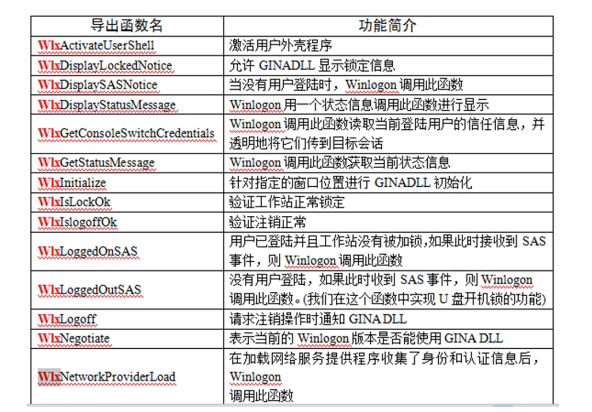 导出函数名 功能简介
WlxActivateUserShell 激活用户外壳程序
WlxDisplayLockedNotice 允许 GINADLL 显示锁定信息
WlxDisplaySASNotice 当没有用户登陆时，Winlogon 调用此函数
WlxDisplayStatusMessage Winlogon 用一个状态信息调用此函数进行显示
WlxGetConsoleSwitchCredentials Winlogon 调用此函数读取当前登陆用户的信任信息，并
透明地将它们传到目标会话
WlxGetStatusMessage Winlogon 调用此函数获取当前状态信息
WlxInitialize 针对指定的窗口位置进行 GINADLL 初始化
WlxIsLockOk 验证工作站正常锁定
WlxIslogoffOk 验证注销正常
WlxLoggedOnSAS 用户已登陆并且工作站没有被加锁，如果此时接收到 SAS
事件，则 Winlogon 调用此函数
WlxLoggedOutSAS 没有用户登陆，如果此时收到 SAS 事件，则 Winlogon
调用此函数。(我们在这个函数中实现 U 盘开机锁的功能)
WlxLogoff 请求注销操作时通知 GINA DLL
WlxNegotiate 表示当前的 Winlogon 版本是否能使用 GINA DLL
WlxNetworkProviderLoad 在加载网络服务提供程序收集了身份和认证信息后，
Winlogon
调用此函数